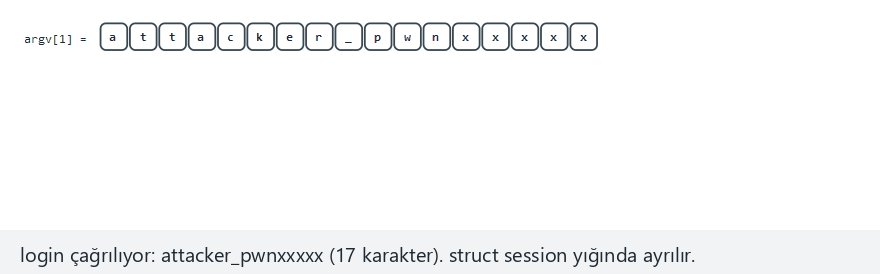 argv[1] = a t t a c k e r _ p w n x x x x x
login çağrılıyor: attacker_pwnxxxxx (17 karakter). struct session yığında ayrılır.